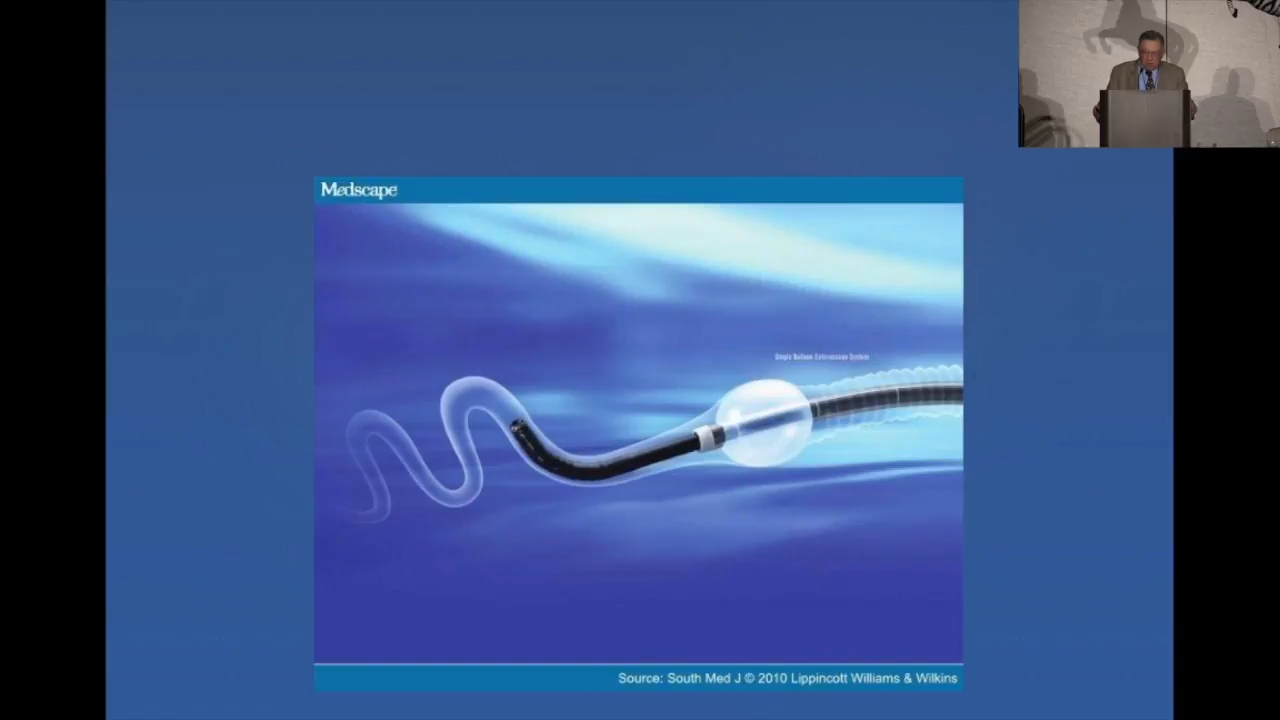 Medscape
Single Balloon Enteroscope System
Source: South Med J © 2010 Lippincott Williams & Wilkins